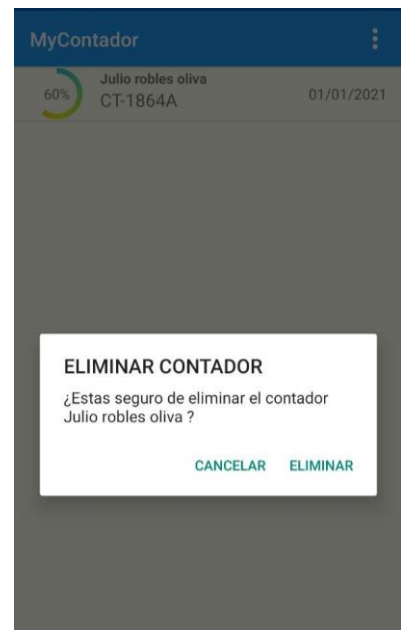 MyContador
Julio robles oliva
60%
CT-1864A
01/01/2021
ELIMINAR CONTADOR
¿Estas seguro de eliminar el contador
Julio robles oliva ?
CANCELAR ELIMINAR